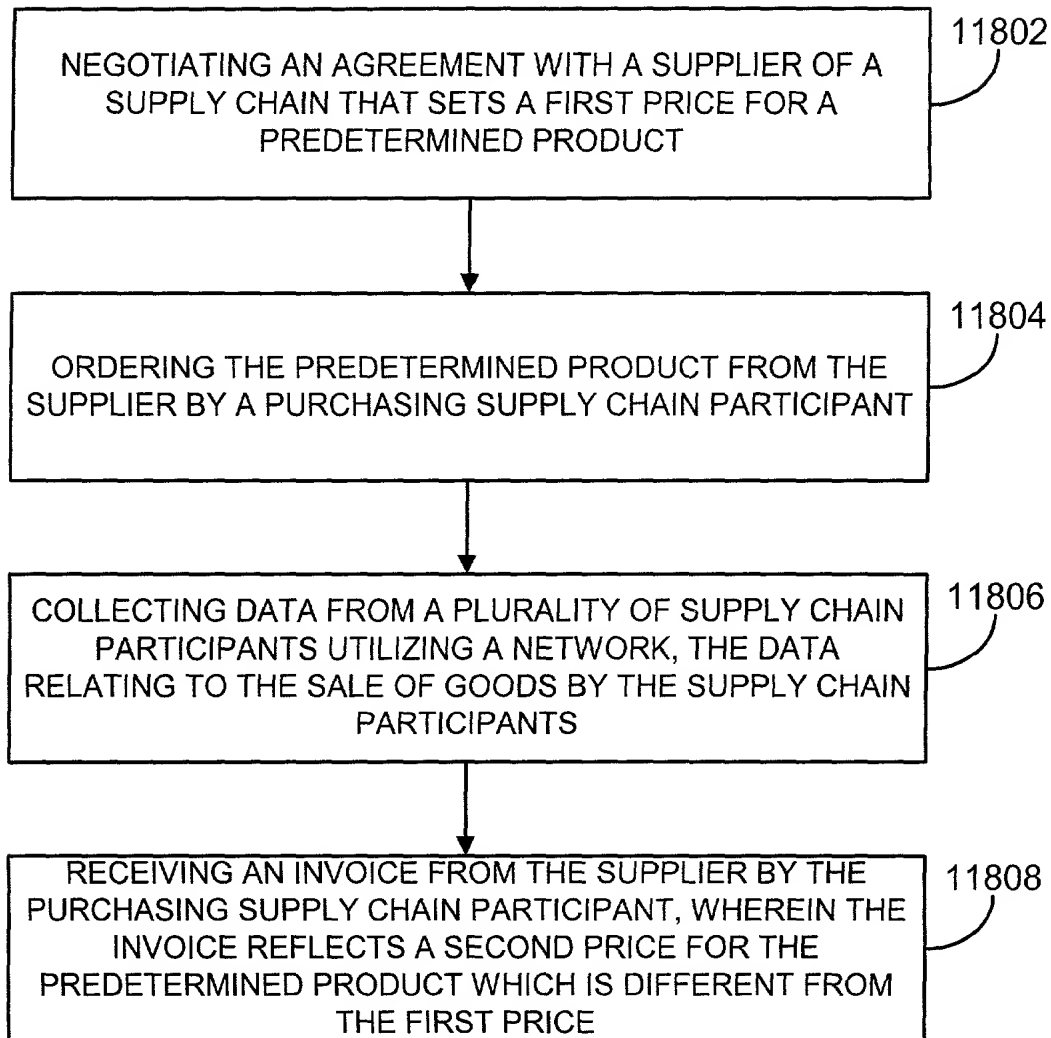 11802
NEGOTIATING AN AGREEMENT WITH A SUPPLIER OF A
SUPPLY CHAIN THAT SETS A FIRST PRICE FOR A
PREDETERMINED PRODUCT
11804
ORDERING THE PREDETERMINED PRODUCT FROM THE
SUPPLIER BY A PURCHASING SUPPLY CHAIN PARTICIPANT
11806
COLLECTING DATA FROM A PLURALITY OF SUPPLY CHAIN
PARTICIPANTS UTILIZING A NETWORK, THE DATA
RELATING TO THE SALE OF GOODS BY THE SUPPLY CHAIN
PARTICIPANTS
11808
RECEIVING AN INVOICE FROM THE SUPPLIER BY THE
PURCHASING SUPPLY CHAIN PARTICIPANT, WHEREIN THE
INVOICE REFLECTS A SECOND PRICE FOR THE
PREDETERMINED PRODUCT WHICH IS DIFFERENT FROM
THE FIRST PRICE